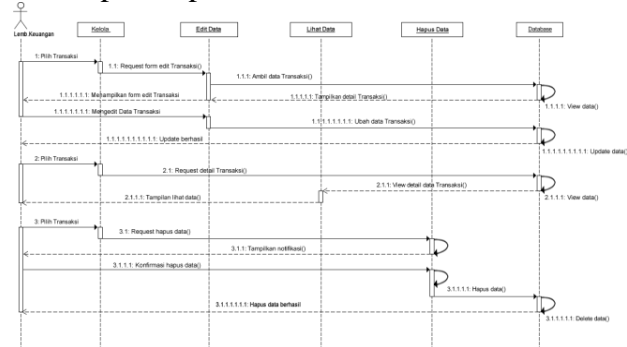 Lemb.Keuangan
Kelola
Edit Data
Lihat Data
Hapus Data
Database
1: Pilih Transaksi
1.1: Request form edit Transaksi()
1.1.1: Ambil data Transaksi()
1.1.1.1.1.1: Menampilkan form edit Transaksi
1.1.1.1.1: Tampilkan detail Transaksi()
1.1.1.1: View data()
1.1.1.1.1.1.1: Mengedit Data Transaksi
1.1.1.1.1.1.1.1: Ubah data Transaksi()
1.1.1.1.1.1.1.1.1.1: Update berhasil
1.1.1.1.1.1.1.1.1: Update data()
2: Pilih Transaksi
2.1: Request detail Transaksi()
2.1.1: View detail data Transaksi()
2.1.1.1: Tampilan lihat data()
2.1.1.1: View data()
3: Pilih Transaksi
3.1: Request hapus data()
3.1.1: Tampilkan notifikasi()
3.1.1.1: Konfirmasi hapus data()
3.1.1.1.1: Hapus data()
3.1.1.1.1.1.1: Hapus data berhasil
3.1.1.1.1.1: Delete data()